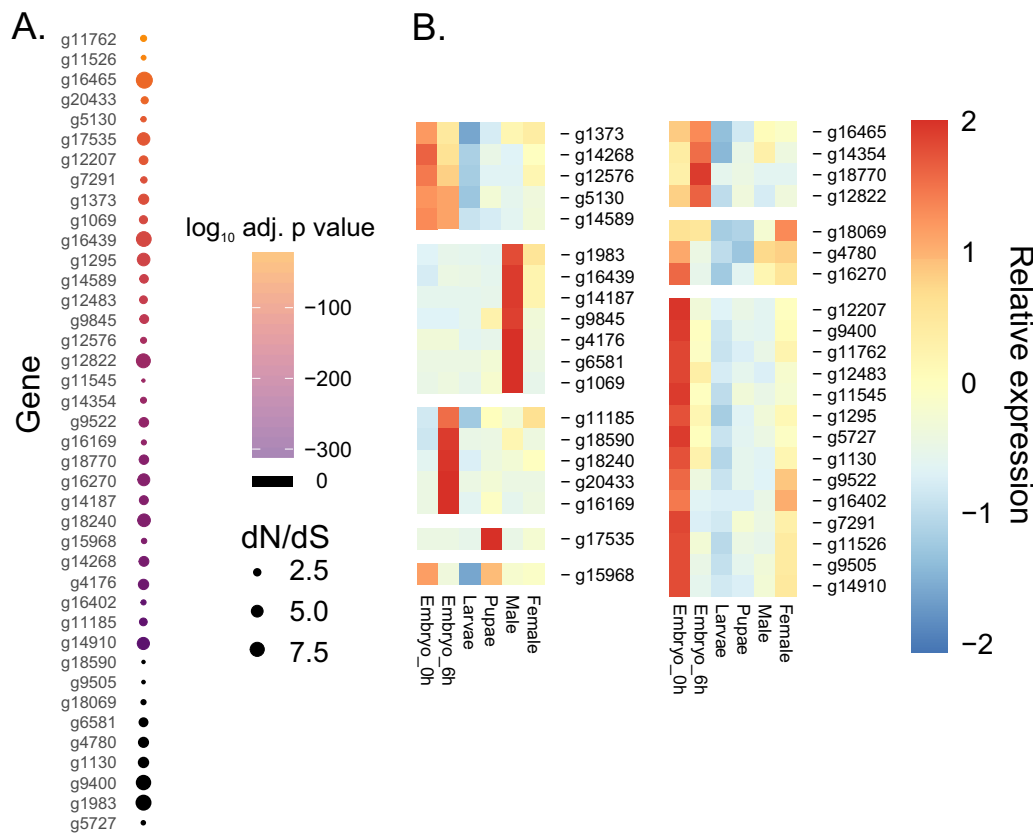 A.
g11762
g11526
g16465
g20433
g5130
g17535
g12207
g7291
g1373
g1069
g16439
g1295
g14589
g12483
g9845
g12576
g12822
g11545
g14354
g9522
g16169
g18770
g16270
g14187
g18240
g15968
g14268
g4176
g16402
g11185
g14910
g18590
g9505
g18069
g6581
g4780
g1130
g9400
g1983
g5727
Gene
log₁₀ adj. p value
−100
−200
−300
0
dN/dS
2.5
5.0
7.5
B.
g1373
g14268
g12576
g5130
g14589
g1983
g16439
g14187
g9845
g4176
g6581
g1069
g11185
g18590
g18240
g20433
g16169
g17535
g15968
Embryo_0h
Embryo_6h
Larvae
Pupae
Male
Female
g16465
g14354
g18770
g12822
g18069
g4780
g16270
g12207
g9400
g11762
g12483
g11545
g1295
g5727
g1130
g9522
g16402
g7291
g11526
g9505
g14910
Embryo_0h
Embryo_6h
Larvae
Pupae
Male
Female
2
1
0
−1
−2
Relative expression